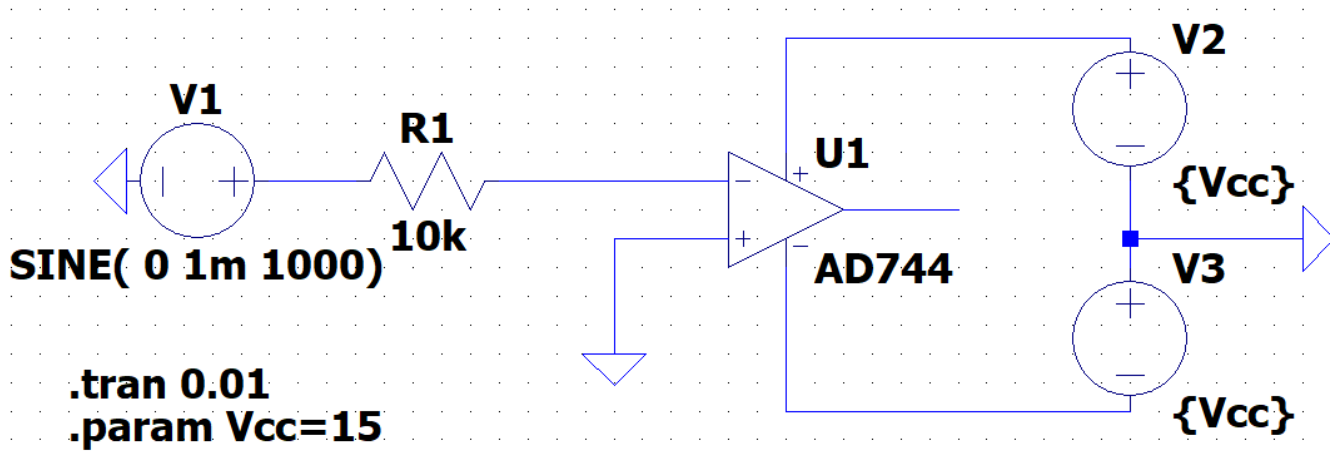 V2
V1
R1
U1
{Vcc}
10k
SINE( 0 1m 1000)
AD744
V3
.tran 0.01
.param Vcc=15
{Vcc}